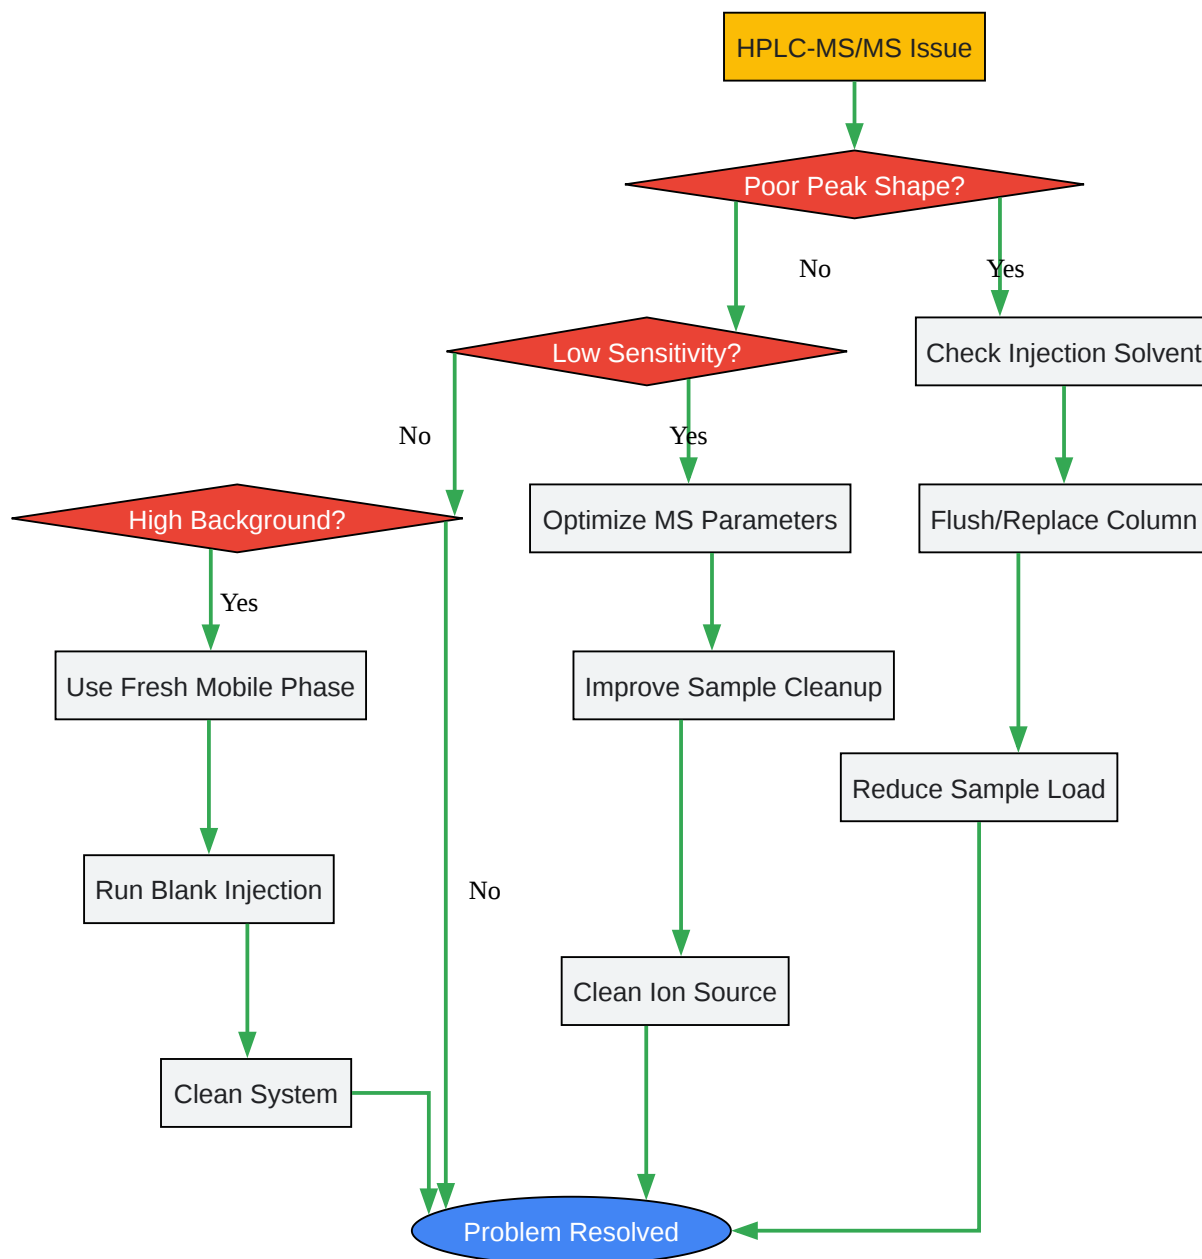 HPLC-MS/MS Issue
Poor Peak Shape?
No
Yes
Low Sensitivity?
Check Injection Solvent
No
Yes
High Background?
Optimize MS Parameters
Flush/Replace Column
Yes
Use Fresh Mobile Phase
Improve Sample Cleanup
Reduce Sample Load
Run Blank Injection
No
Clean Ion Source
Clean System
Problem Resolved